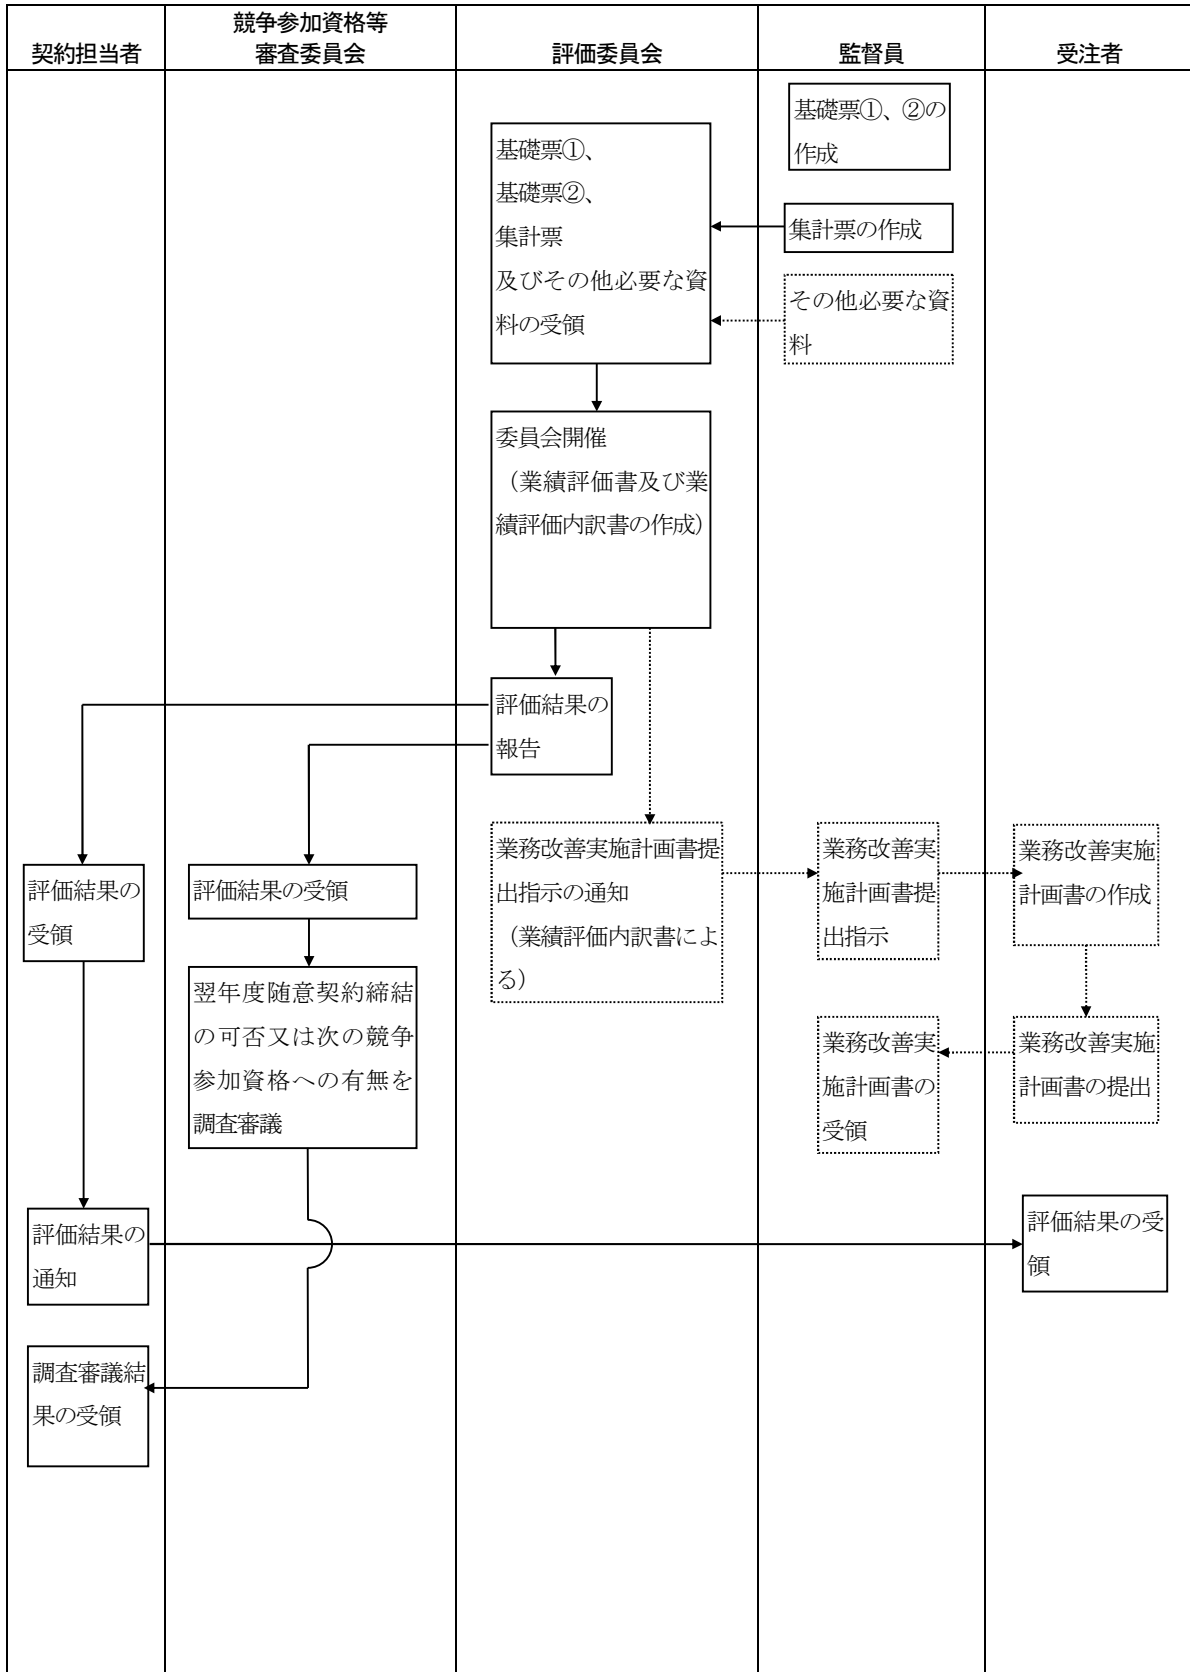 契約担当者
競争参加資格等
審査委員会
評価委員会
監督員
受注者
基礎票①、②の
作成
基礎票①、
基礎票②、
集計票
及びその他必要な資
料の受領
集計票の作成
その他必要な資
料
委員会開催
（業績評価書及び業
績評価内訳書の作成）
評価結果の
報告
業務改善実施計画書提
出指示の通知
（業績評価内訳書によ
る）
業務改善実
施計画書提
出指示
業務改善実施
計画書の作成
評価結果の
受領
評価結果の受領
翌年度随意契約締結
の可否又は次の競争
参加資格への有無を
調査審議
業務改善実
施計画書の
受領
業務改善実施
計画書の提出
評価結果の
通知
評価結果の受
領
調査審議結
果の受領